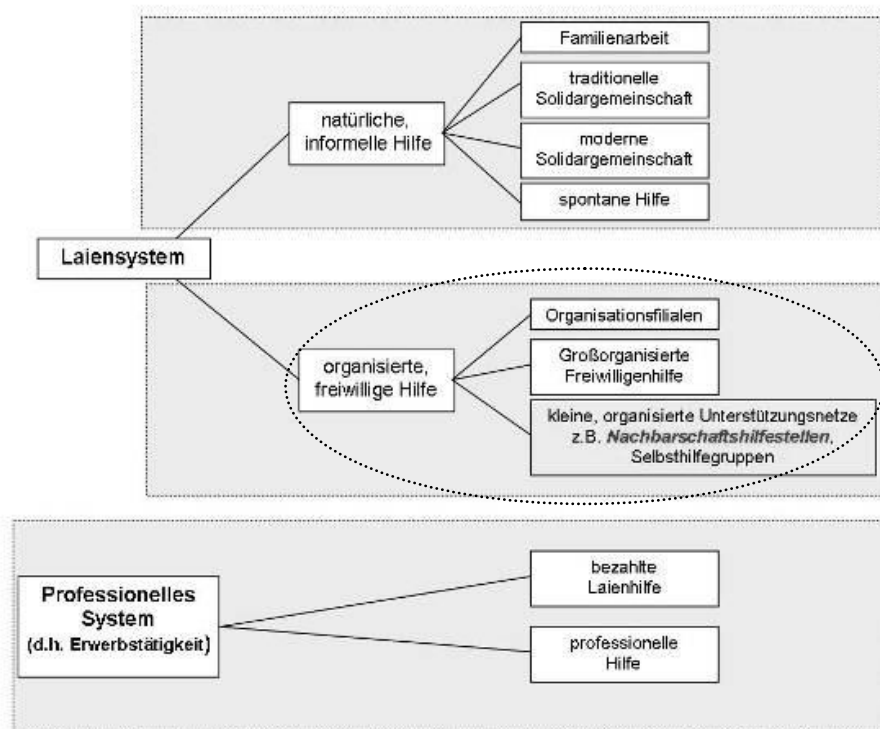 Familienarbeit
traditionelle
Solidargemeinschaft
natürliche,
informelle Hilfe
moderne
Solidargemeinschaft
spontane Hilfe
Laiensystem
Organisationsfilialen
organisierte,
freiwillige Hilfe
Großorganisierte
Freiwilligenhilfe
kleine, organisierte Unterstützungsnetze
z.B. Nachbarschaftshilfestellen,
Selbsthilfegruppen
Professionelles
System
(d.h. Erwerbstätigkeit)
bezahlte
Laienhilfe
professionelle
Hilfe